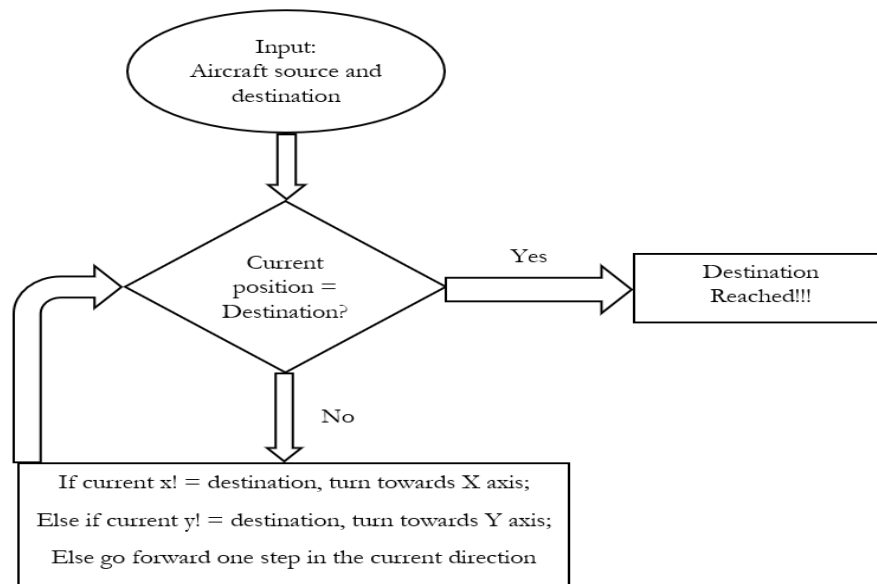 Input:
Aircraft source and
destination
Current
position =
Destination?
Yes
Destination
Reached!!!
No
If current x! = destination, turn towards X axis;
Else if current y! = destination, turn towards Y axis;
Else go forward one step in the current direction